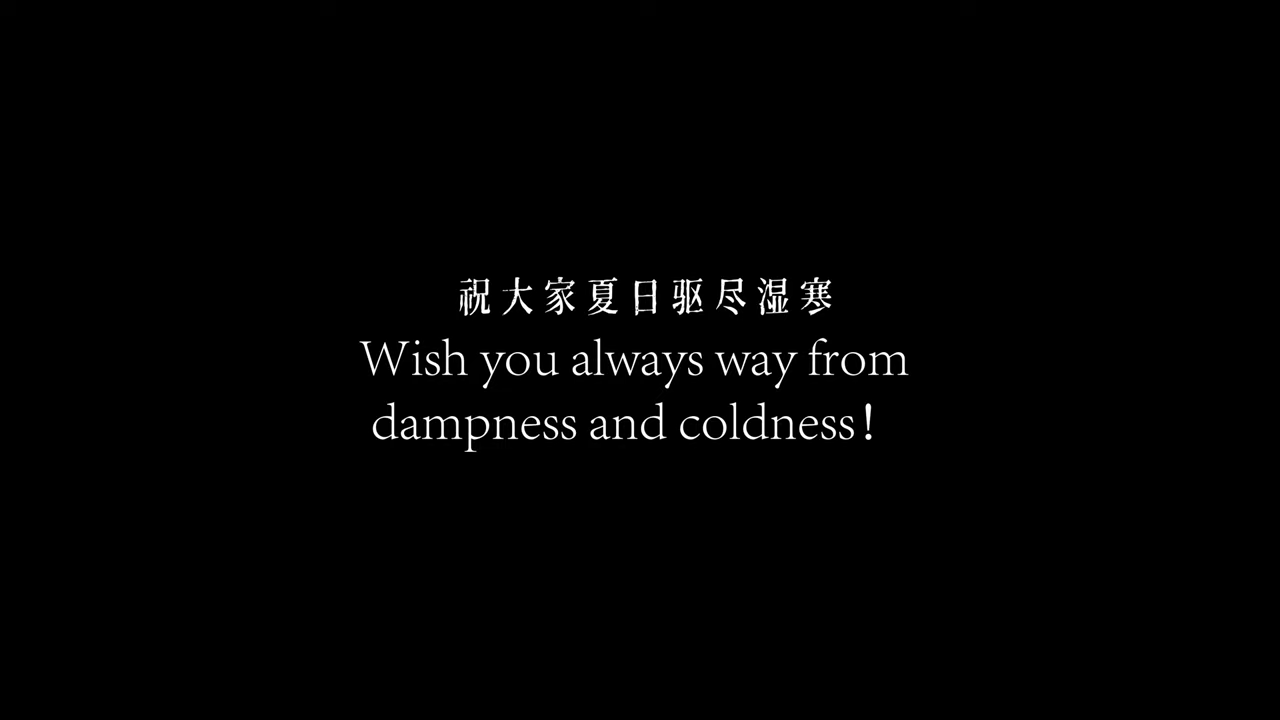 祝大家夏日驱尽湿寒
Wish you always way from
dampness and coldness!